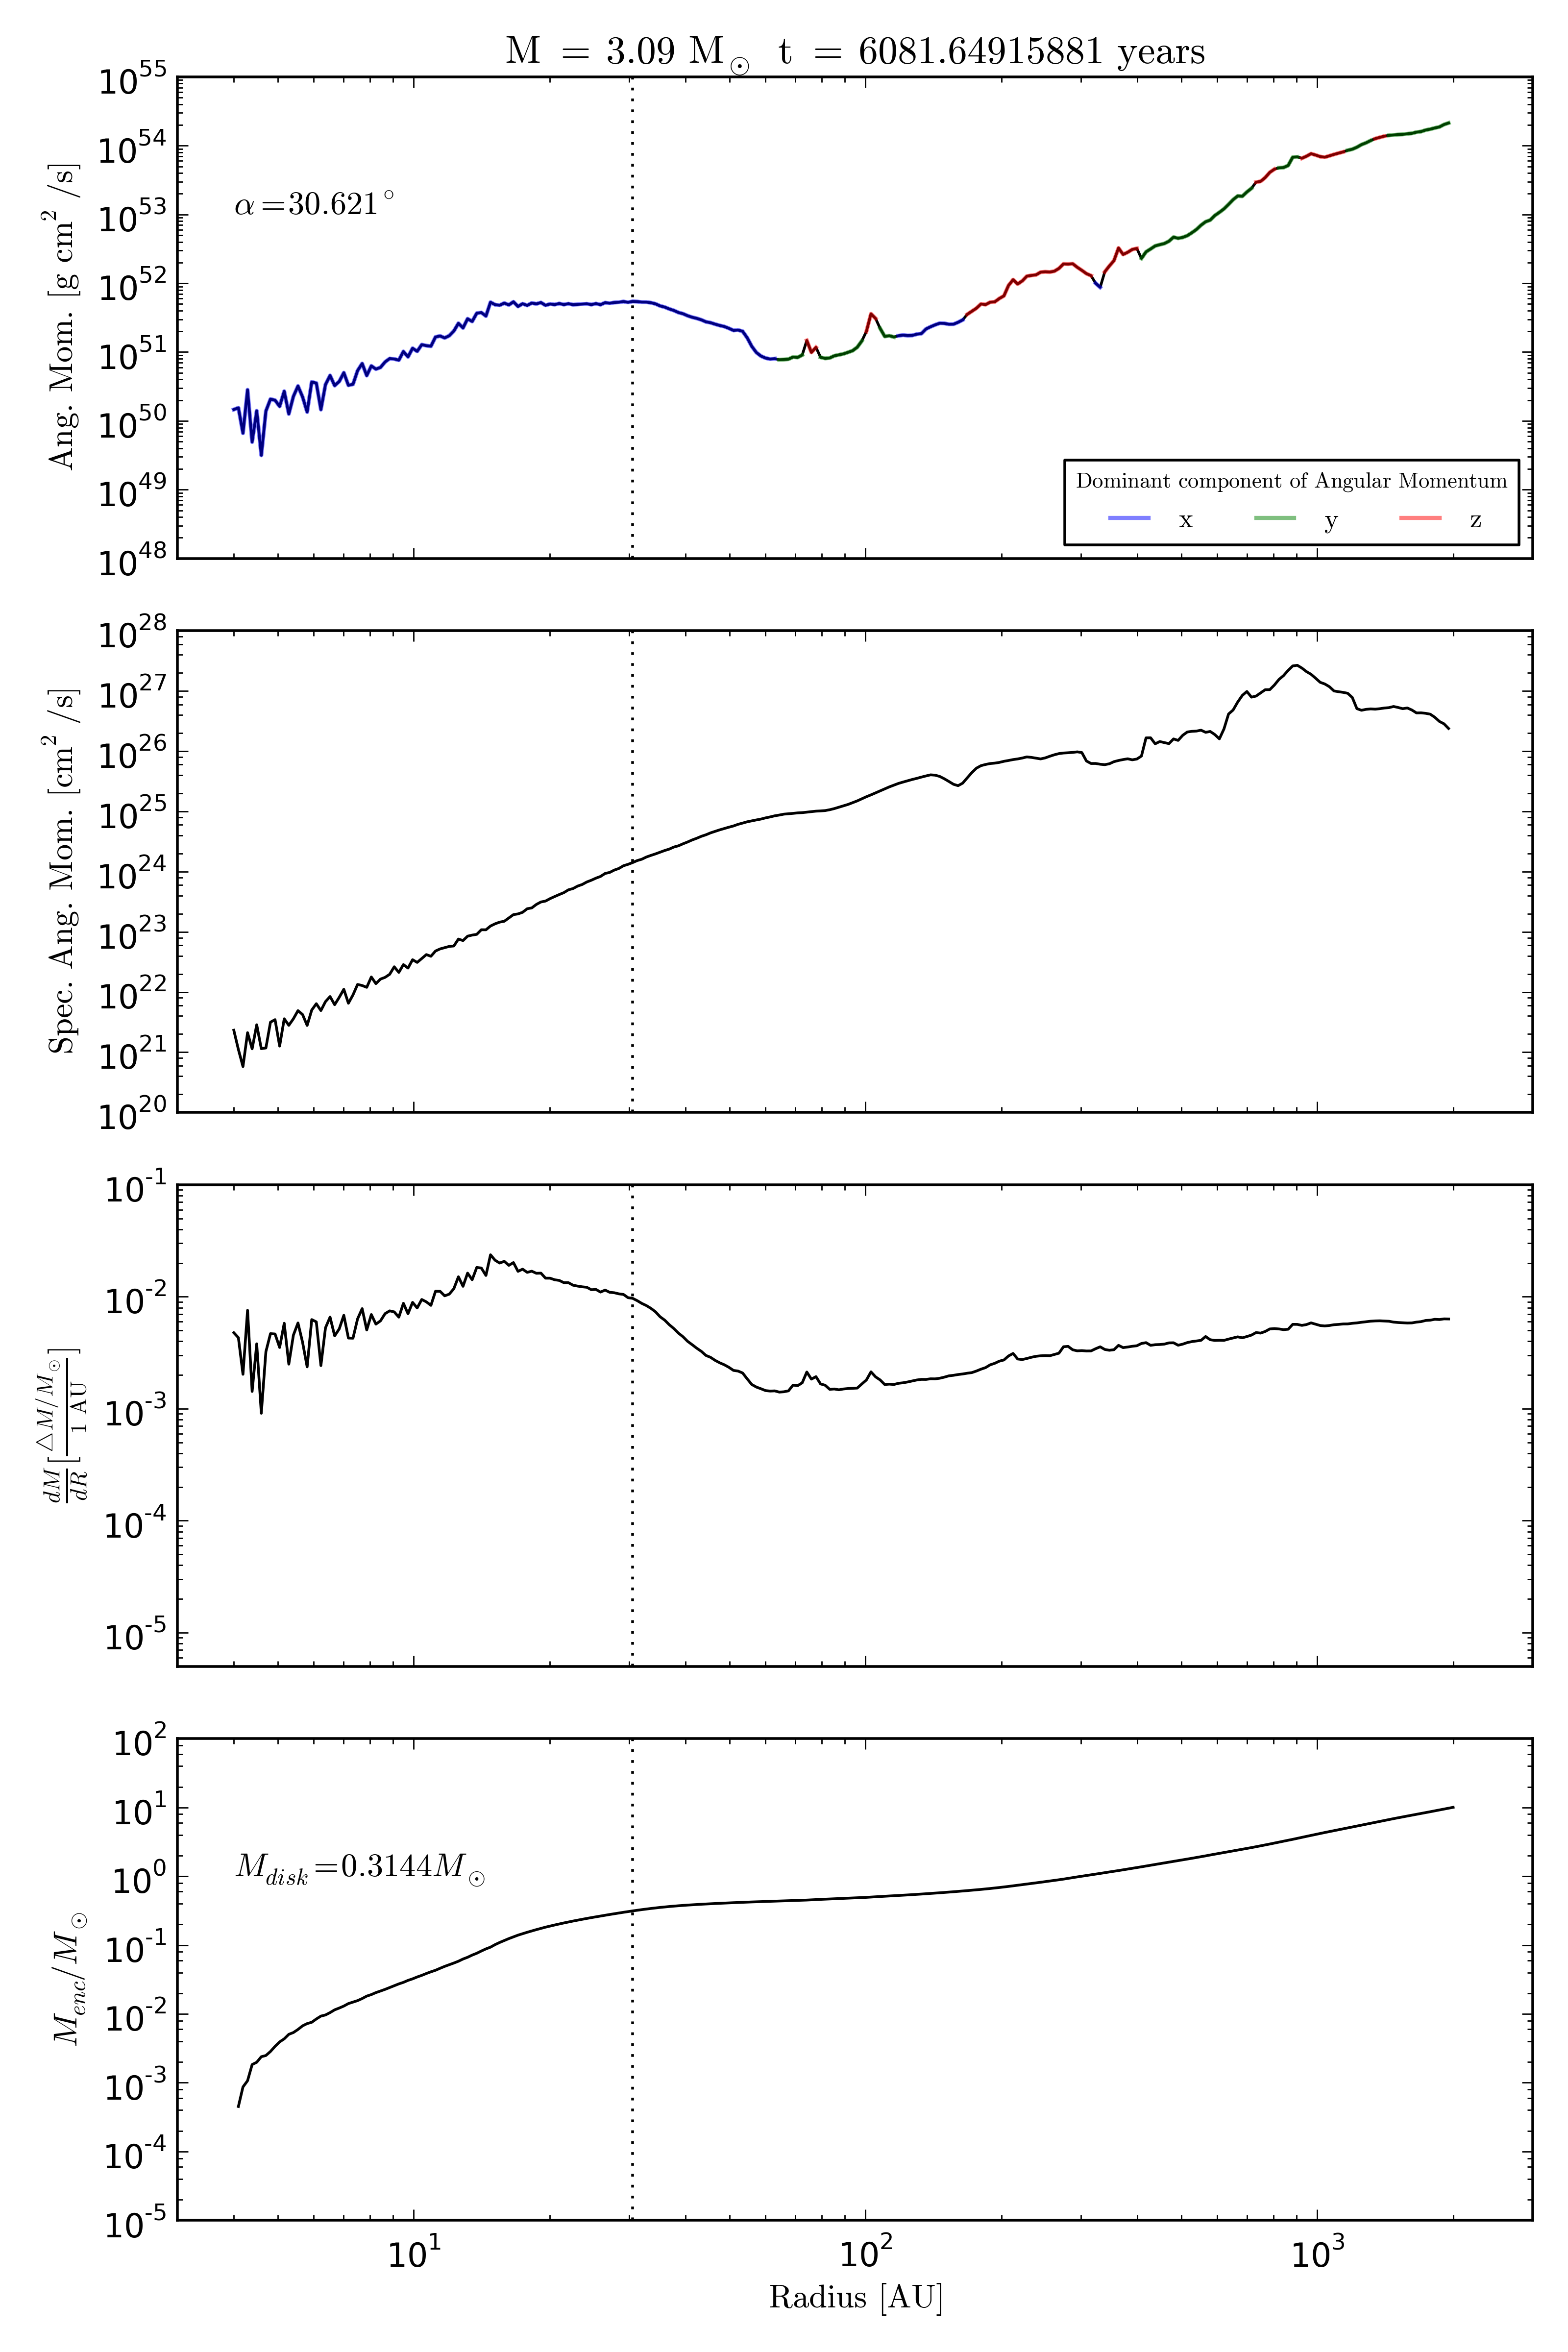 M = 3.09 M⊙ t = 6081.64915881 years
10^55
10^54
10^53
10^52
10^51
10^50
10^49
10^48
Ang. Mom. [g cm^2 /s]
α=30.621°
Dominant component of Angular Momentum
x y z
10^28
10^27
10^26
10^25
10^24
10^23
10^22
10^21
10^20
Spec. Ang. Mom. [cm^2 /s]
10^-1
10^-2
10^-3
10^-4
10^-5
dM/dR [△M/M⊙ / 1 AU]
10^2
10^1
10^0
10^-1
10^-2
10^-3
10^-4
10^-5
M_enc/M⊙
M_disk=0.3144M⊙
10^1 10^2 10^3
Radius [AU]